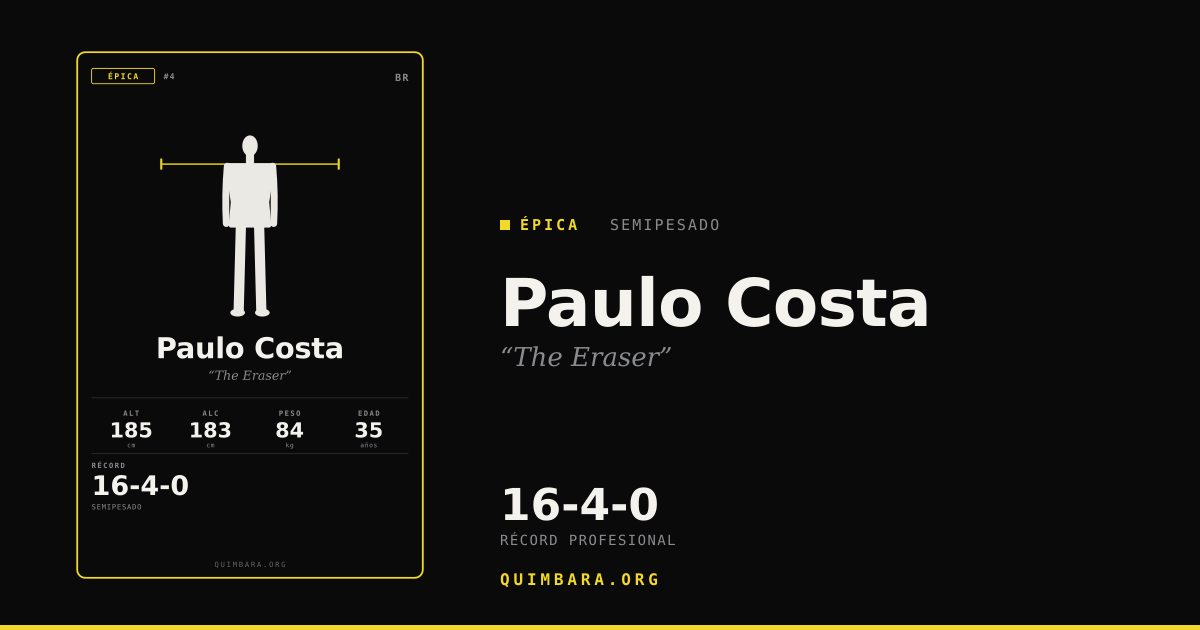 ÉPICA #4 BR
Paulo Costa
“The Eraser”
ALT ALC PESO EDAD
185 183 84 35
cm cm kg años
RÉCORD
16-4-0
SEMIPESADO
QUIMBARA.ORG
ÉPICA SEMIPESADO
Paulo Costa
“The Eraser”
16-4-0
RÉCORD PROFESIONAL
QUIMBARA.ORG